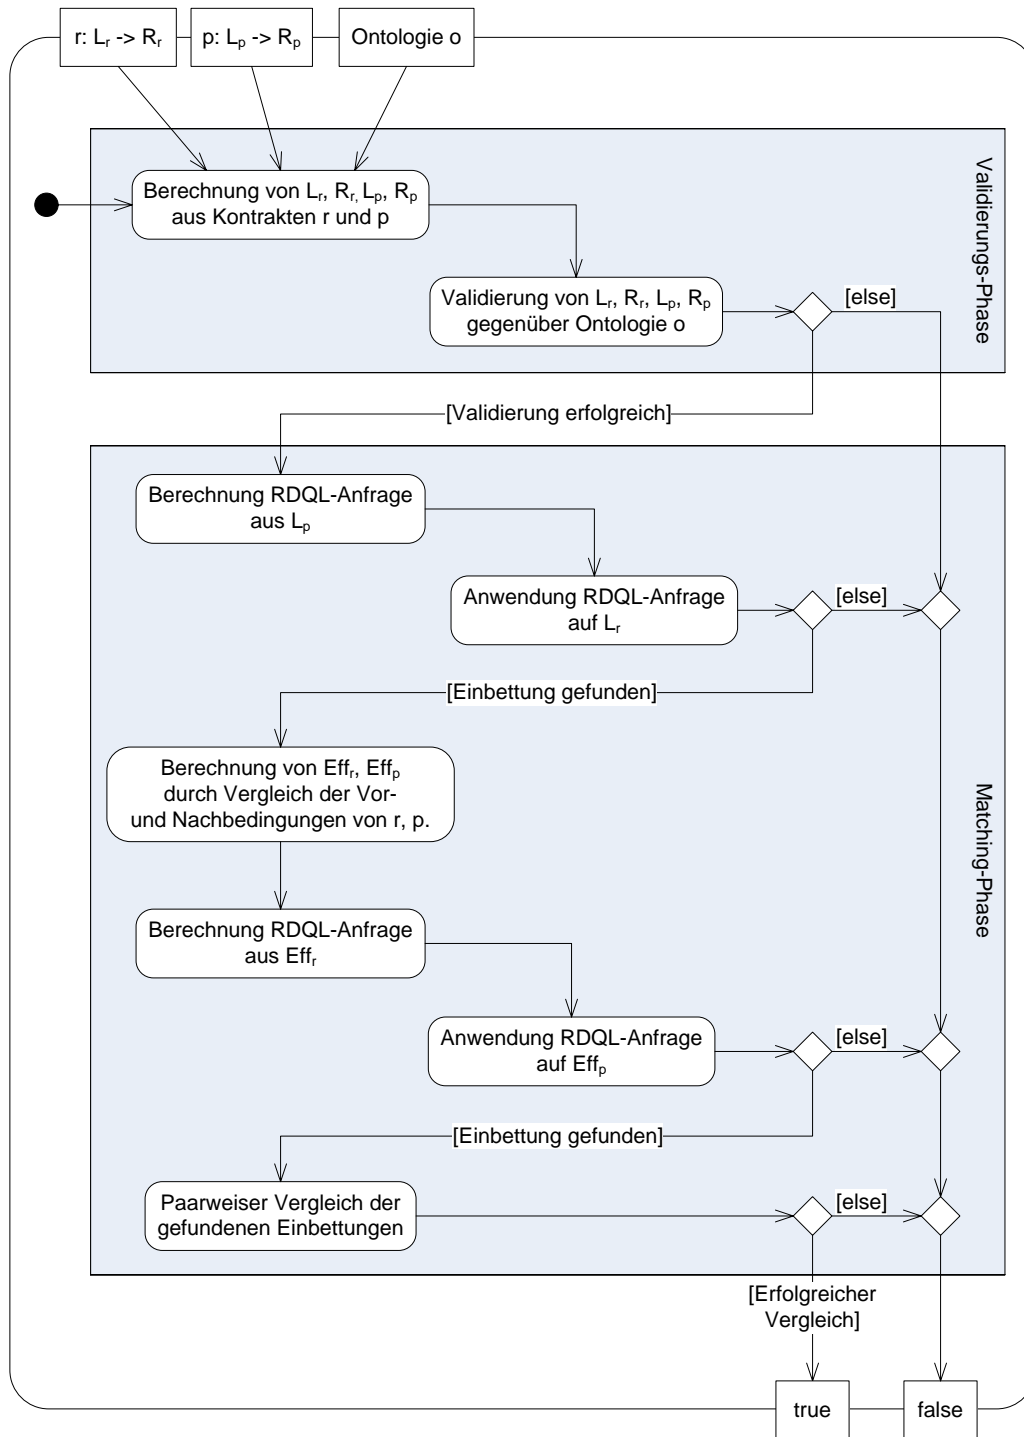 r: Lr -> Rr
p: Lp -> Rp
Ontologie o
Validierungs-Phase
Berechnung von Lr, Rr, Lp, Rp
aus Kontrakten r und p
Validierung von Lr, Rr, Lp, Rp
gegenüber Ontologie o
[else]
[Validierung erfolgreich]
Berechnung RDQL-Anfrage
aus Lp
Anwendung RDQL-Anfrage
auf Lr
[else]
[Einbettung gefunden]
Berechnung von Effr, Effp
durch Vergleich der Vor-
und Nachbedingungen von r, p.
Matching-Phase
Berechnung RDQL-Anfrage
aus Effr
Anwendung RDQL-Anfrage
auf Effp
[else]
[Einbettung gefunden]
Paarweiser Vergleich der
gefundenen Einbettungen
[else]
[Erfolgreicher
Vergleich]
true
false